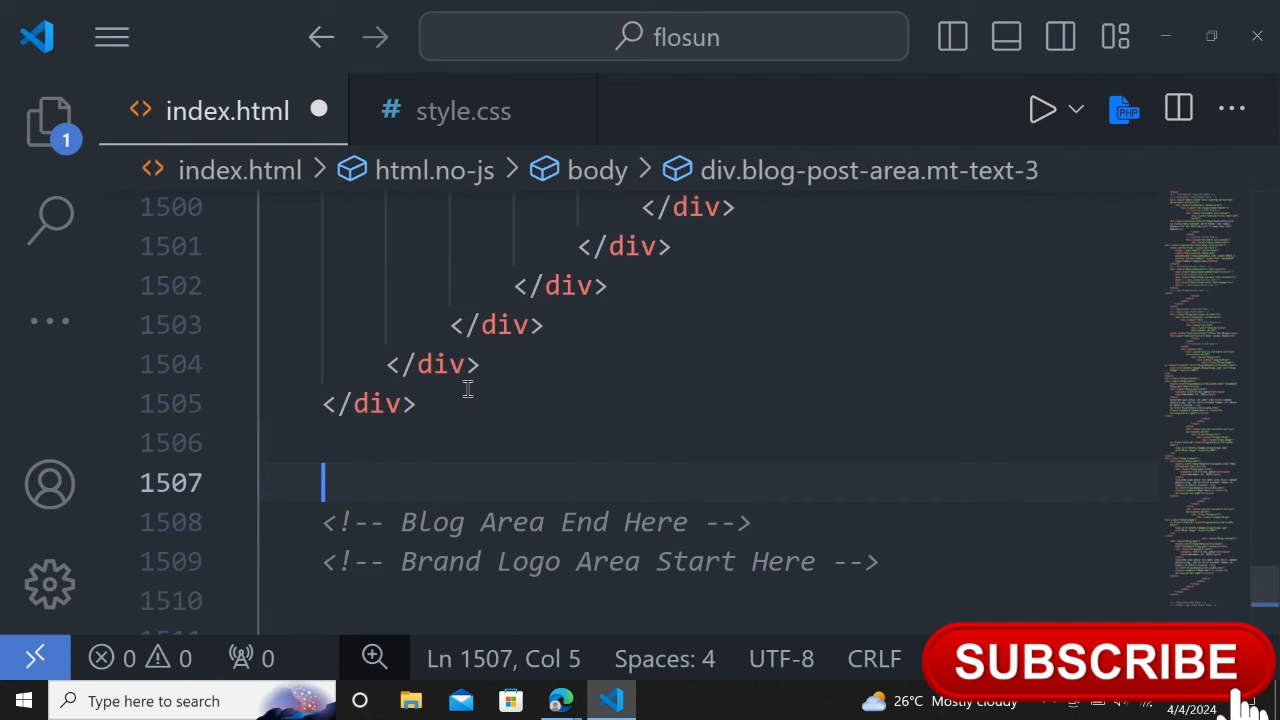 flosun
index.html
# style.css
PHP
1
index.html > html.no-js > body > div.blog-post-area.mt-text-3
1500 </div>
1501 </div>
1502 </div>
1503 </div>
1504 </div>
1505 </div>
1506
1507
1508 <!-- Blog Area End Here -->
1509 <!-- Brand Logo Area Start Here -->
1510
0 0 0 Ln 1507, Col 5 Spaces: 4 UTF-8 CRLF
SUBSCRIBE
Type here to search
26°C Mostly cloudy
4/4/2024